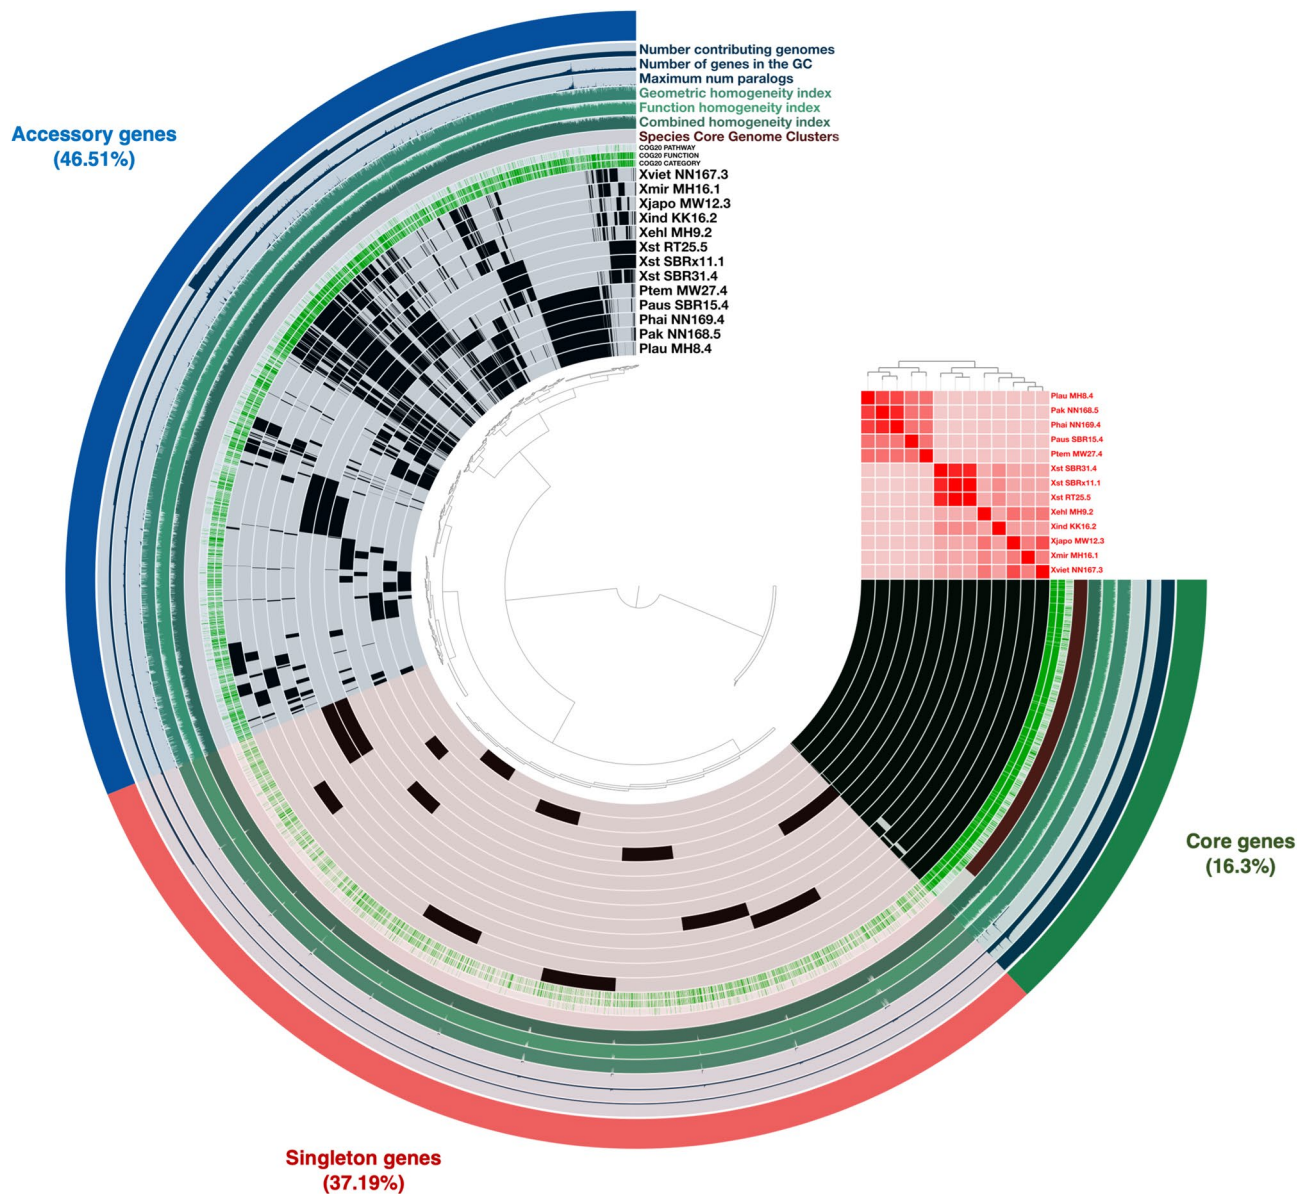 Number contributing genomes
Number of genes in the GC
Maximum num paralogs
Geometric homogeneity index
Function homogeneity index
Combined homogeneity index
Species Core Genome Clusters
COG20 PATHWAY
COG20 FUNCTION
COG20 CATEGORY
Xviet NN167.3
Xmir MH16.1
Xjapo MW12.3
Xind KK16.2
Xehl MH9.2
Xst RT25.5
Xst SBRx11.1
Xst SBR31.4
Ptem MW27.4
Paus SBR15.4
Phai NN169.4
Pak NN168.5
Plau MH8.4
Accessory genes
(46.51%)
Plau MH8.4
Pak NN168.5
Phai NN169.4
Paus SBR15.4
Ptem MW27.4
Xst SBR31.4
Xst SBRx11.1
Xst RT25.5
Xehl MH9.2
Xind KK16.2
Xjapo MW12.3
Xmir MH16.1
Xviet NN167.3
Core genes
(16.3%)
Singleton genes
(37.19%)